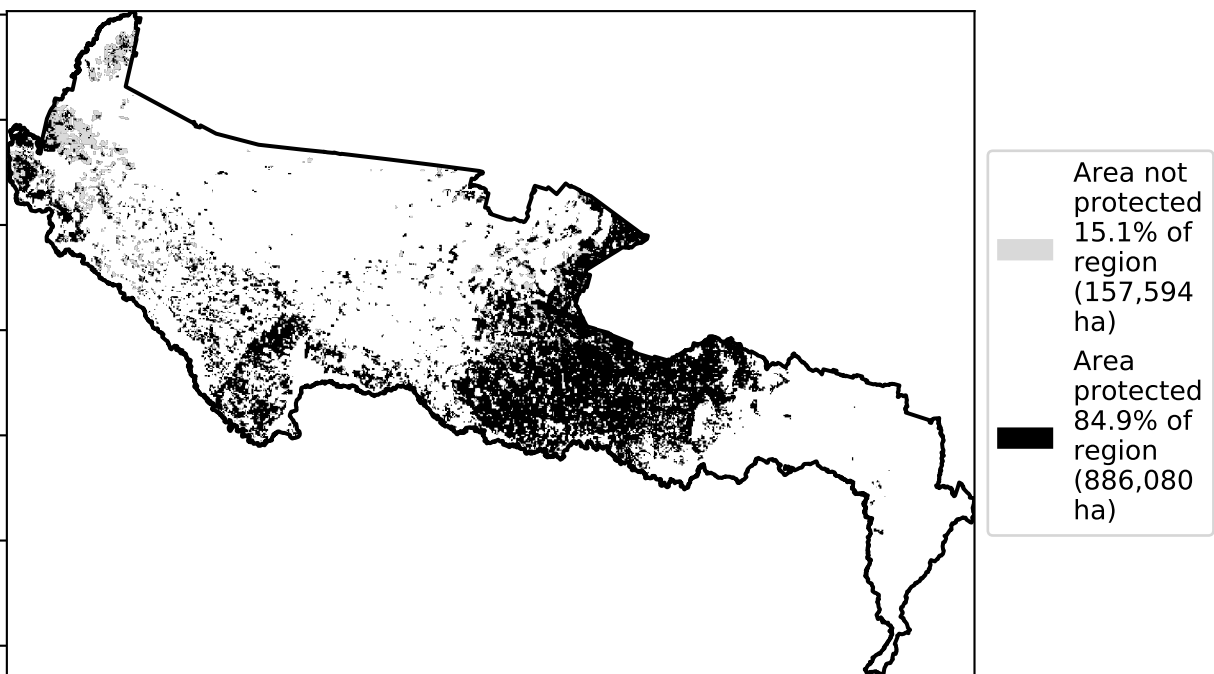 Area not
protected
15.1% of
region
(157,594
ha)
Area
protected
84.9% of
region
(886,080
ha)